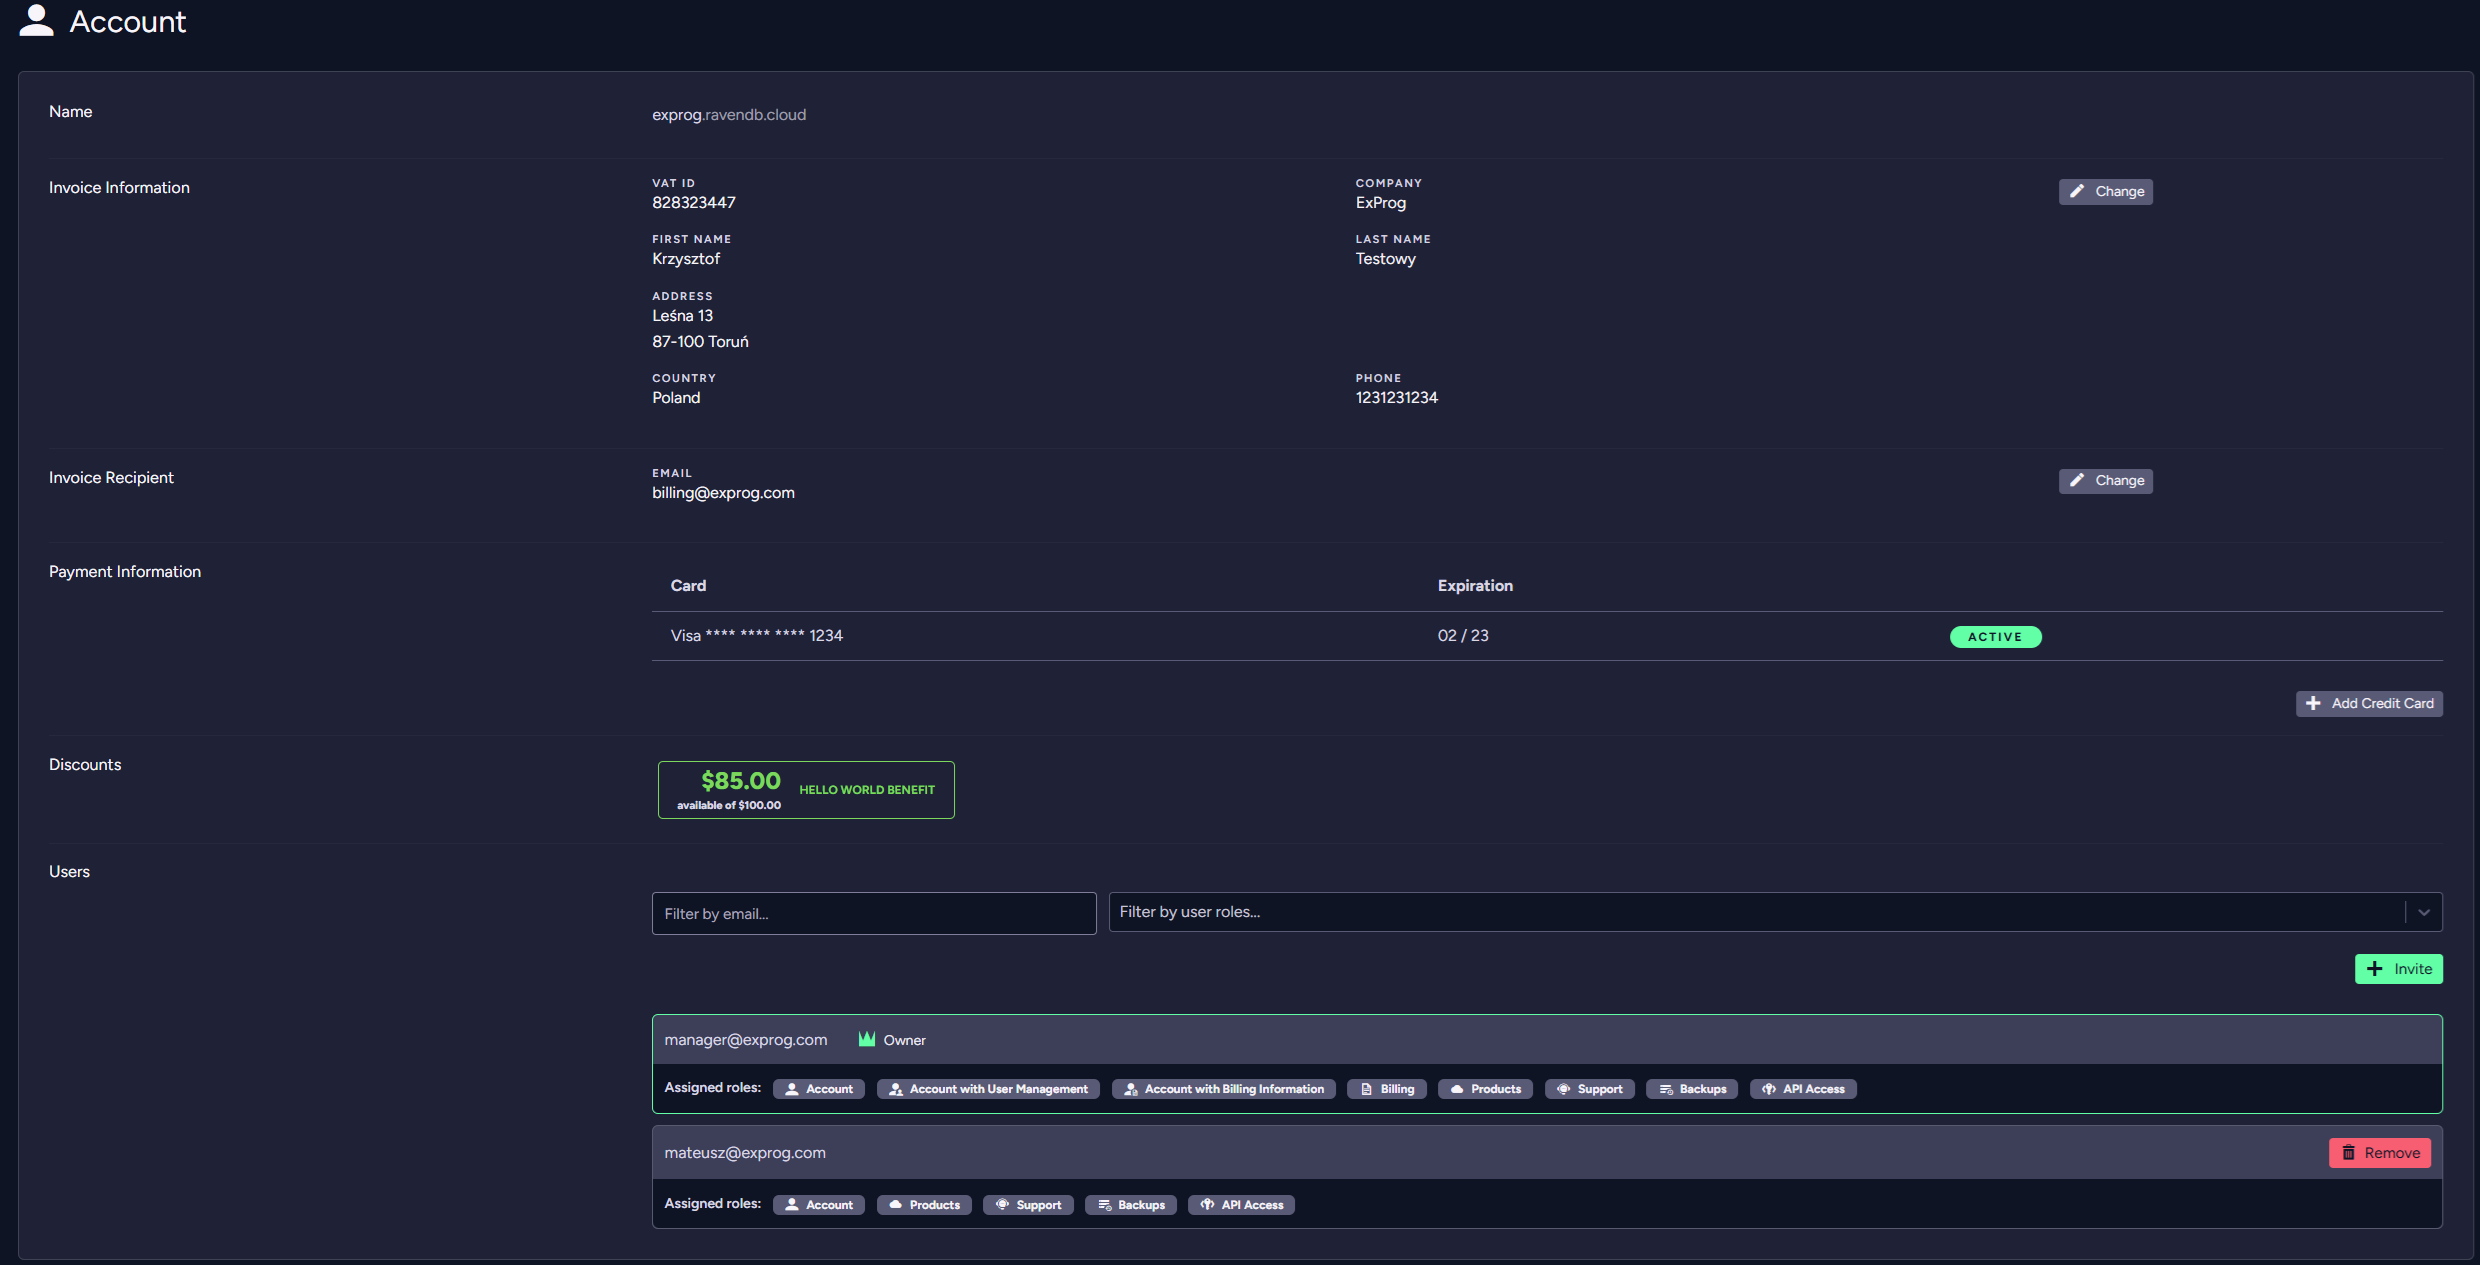 Account
Name
exprog.ravendb.cloud
Invoice Information
VAT ID
828323447
COMPANY
ExProg
Change
FIRST NAME
Krzysztof
LAST NAME
Testowy
ADDRESS
Leśna 13
87-100 Toruń
COUNTRY
Poland
PHONE
1231231234
Invoice Recipient
EMAIL
billing@exprog.com
Change
Payment Information
Card Expiration
Visa **** **** **** 1234 02 / 23 ACTIVE
Add Credit Card
Discounts
$85.00
available of $100.00
HELLO WORLD BENEFIT
Users
Filter by email... Filter by user roles...
Invite
manager@exprog.com Owner
Assigned roles: Account Account with User Management Account with Billing Information Billing Products Support Backups API Access
mateusz@exprog.com Remove
Assigned roles: Account Products Support Backups API Access